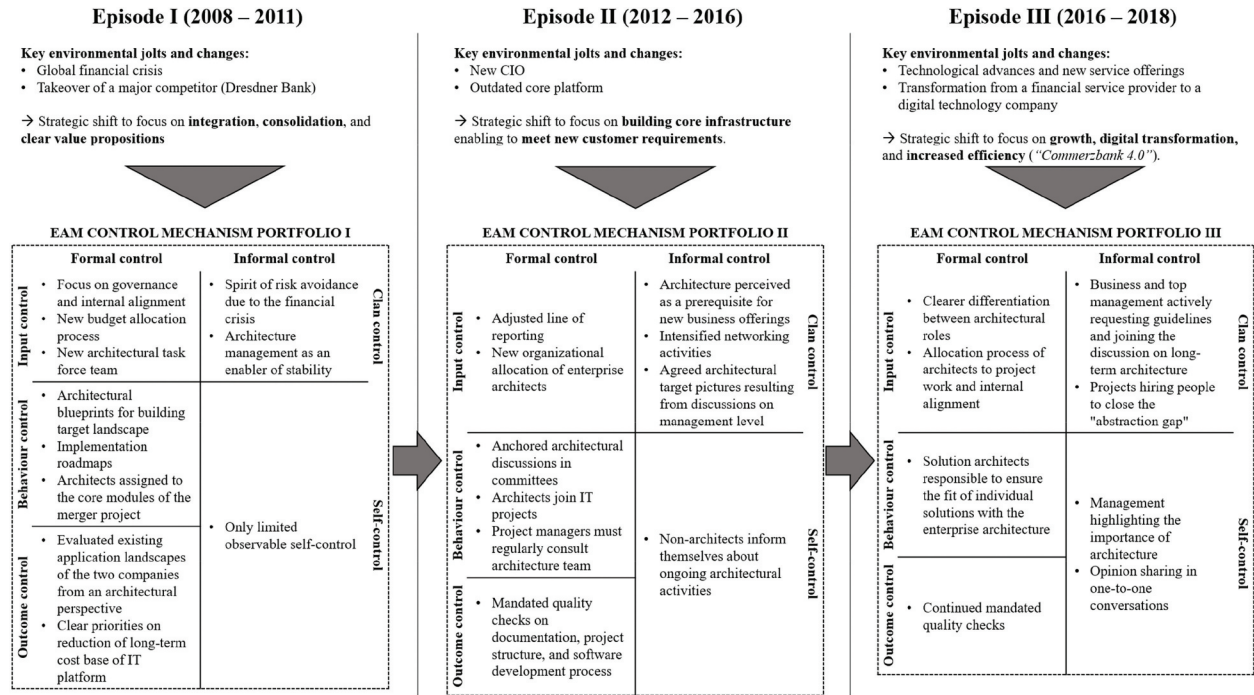 Episode I (2008 – 2011)
Key environmental jolts and changes:
• Global financial crisis
• Takeover of a major competitor (Dresdner Bank)
→ Strategic shift to focus on integration, consolidation, and
clear value propositions
EAM CONTROL MECHANISM PORTFOLIO I
Formal control
Informal control
Input control
• Focus on governance
and internal alignment
• New budget allocation
process
• New architectural task
force team
• Spirit of risk avoidance
due to the financial
crisis
• Architecture
management as an
enabler of stability
Clan control
Behaviour control
• Architectural
blueprints for building
target landscape
• Implementation
roadmaps
• Architects assigned to
the core modules of the
merger project
Outcome control
• Evaluated existing
application landscapes
of the two companies
from an architectural
perspective
• Clear priorities on
reduction of long-term
cost base of IT
platform
• Only limited
observable self-control
Self-control
Episode II (2012 – 2016)
Key environmental jolts and changes:
• New CIO
• Outdated core platform
→ Strategic shift to focus on building core infrastructure
enabling to meet new customer requirements.
EAM CONTROL MECHANISM PORTFOLIO II
Formal control
Informal control
Input control
• Adjusted line of
reporting
• New organizational
allocation of enterprise
architects
• Architecture perceived
as a prerequisite for
new business offerings
• Intensified networking
activities
• Agreed architectural
target pictures resulting
from discussions on
management level
Clan control
Behaviour control
• Anchored architectural
discussions in
committees
• Architects join IT
projects
• Project managers must
regularly consult
architecture team
Outcome control
• Mandated quality
checks on
documentation, project
structure, and software
development process
• Non-architects inform
themselves about
ongoing architectural
activities
Self-control
Episode III (2016 – 2018)
Key environmental jolts and changes:
• Technological advances and new service offerings
• Transformation from a financial service provider to a
digital technology company
→ Strategic shift to focus on growth, digital transformation,
and increased efficiency (“Commerzbank 4.0”).
EAM CONTROL MECHANISM PORTFOLIO III
Formal control
Informal control
Input control
• Clearer differentiation
between architectural
roles
• Allocation process of
architects to project
work and internal
alignment
• Business and top
management actively
requesting guidelines
and joining the
discussion on long-
term architecture
• Projects hiring people
to close the
"abstraction gap"
Clan control
Behaviour control
• Solution architects
responsible to ensure
the fit of individual
solutions with the
enterprise architecture
Outcome control
• Continued mandated
quality checks
• Management
highlighting the
importance of
architecture
• Opinion sharing in
one-to-one
conversations
Self-control